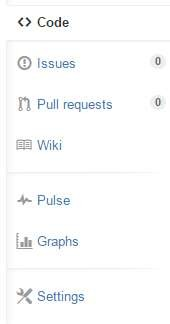 Code
Issues 0
Pull requests 0
Wiki
Pulse
Graphs
Settings